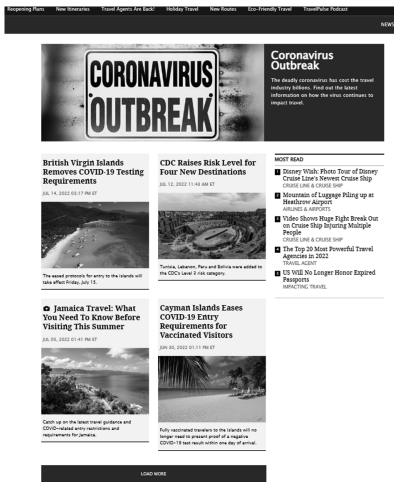 Reopening Plans New Itineraries Travel Agents Are Back! Holiday Travel New Routes Eco-Friendly Travel TravelPulse Podcast
NEWS
CORONAVIRUS
OUTBREAK
Coronavirus
Outbreak
The deadly coronavirus has cost the travel
industry billions. Find out the latest
information on how the virus continues to
impact travel.
British Virgin Islands
Removes COVID-19 Testing
Requirements
JUL 14, 2022 03:17 PM ET
The eased protocols for entry to the islands will
take effect Friday, July 15.
CDC Raises Risk Level for
Four New Destinations
JUL 12, 2022 11:40 AM ET
Tunisia, Lebanon, Peru and Bolivia were added to
the CDC's Level 3 risk category.
MOST READ
1 Disney Wish: Photo Tour of Disney
Cruise Line's Newest Cruise Ship
CRUISE LINE & CRUISE SHIP
2 Mountain of Luggage Piling up at
Heathrow Airport
AIRLINES & AIRPORTS
3 Video Shows Huge Fight Break Out
on Cruise Ship Injuring Multiple
People
CRUISE LINE & CRUISE SHIP
4 The Top 20 Most Powerful Travel
Agencies in 2022
TRAVEL AGENT
5 US Will No Longer Honor Expired
Passports
IMPACTING TRAVEL
Jamaica Travel: What
You Need To Know Before
Visiting This Summer
JUL 05, 2022 01:41 PM ET
Catch up on the latest travel guidance and
COVID-related entry restrictions and
requirements for Jamaica.
Cayman Islands Eases
COVID-19 Entry
Requirements for
Vaccinated Visitors
JUN 30, 2022 01:11 PM ET
Fully vaccinated travelers to the islands will no
longer need to present proof of a negative
COVID-19 test result within one day of arrival.
LOAD MORE